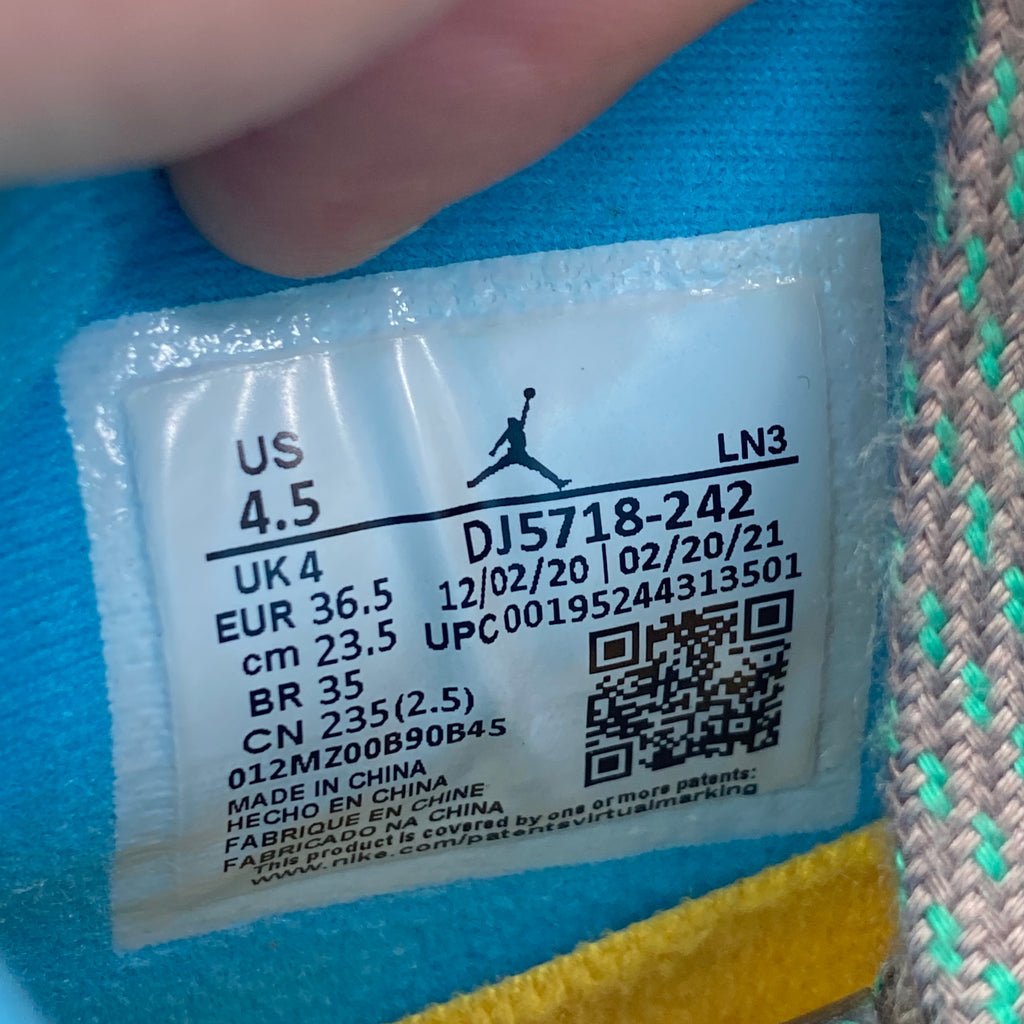 US
4.5
LN3
UK 4
EUR 36.5
cm 23.5
BR 35
CN 235(2.5)
DJ5718-242
12/02/20 | 02/20/21
UPC00195244313501
012MZ00B90B45
MADE IN CHINA
HECHO EN CHINA
FABRIQUE EN CHINE
FABRICADO NA CHINA
This product is covered by one or more patents:
www.nike.com/patentsvirtualmarking